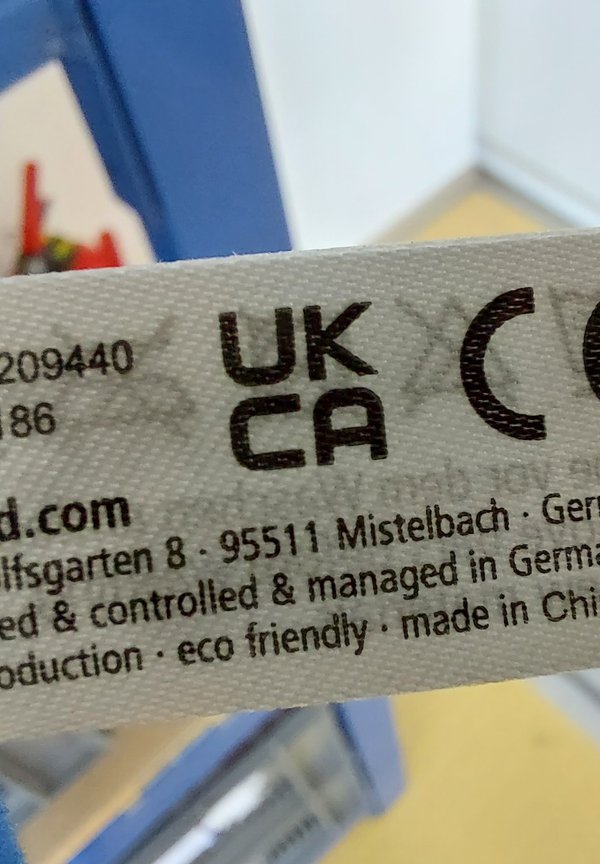 209440
186
UK
CA
C
d.com
lfsgarten 8 · 95511 Mistelbach · Ger
ed & controlled & managed in Germa
oduction · eco friendly · made in Chi